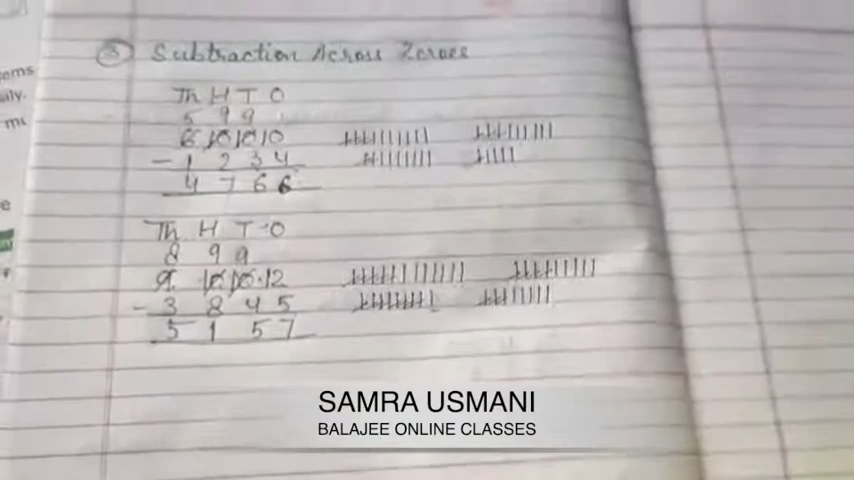 ems
ily.
③ Subtraction Across Zeroes
Th H T O
5 9 9
6 10 10 10
- 1 2 3 4
4 7 6 6
e
Th H T O
8 9 9
9 10 10 12
- 3 8 4 5
5 1 5 7
SAMRA USMANI
BALAJEE ONLINE CLASSES